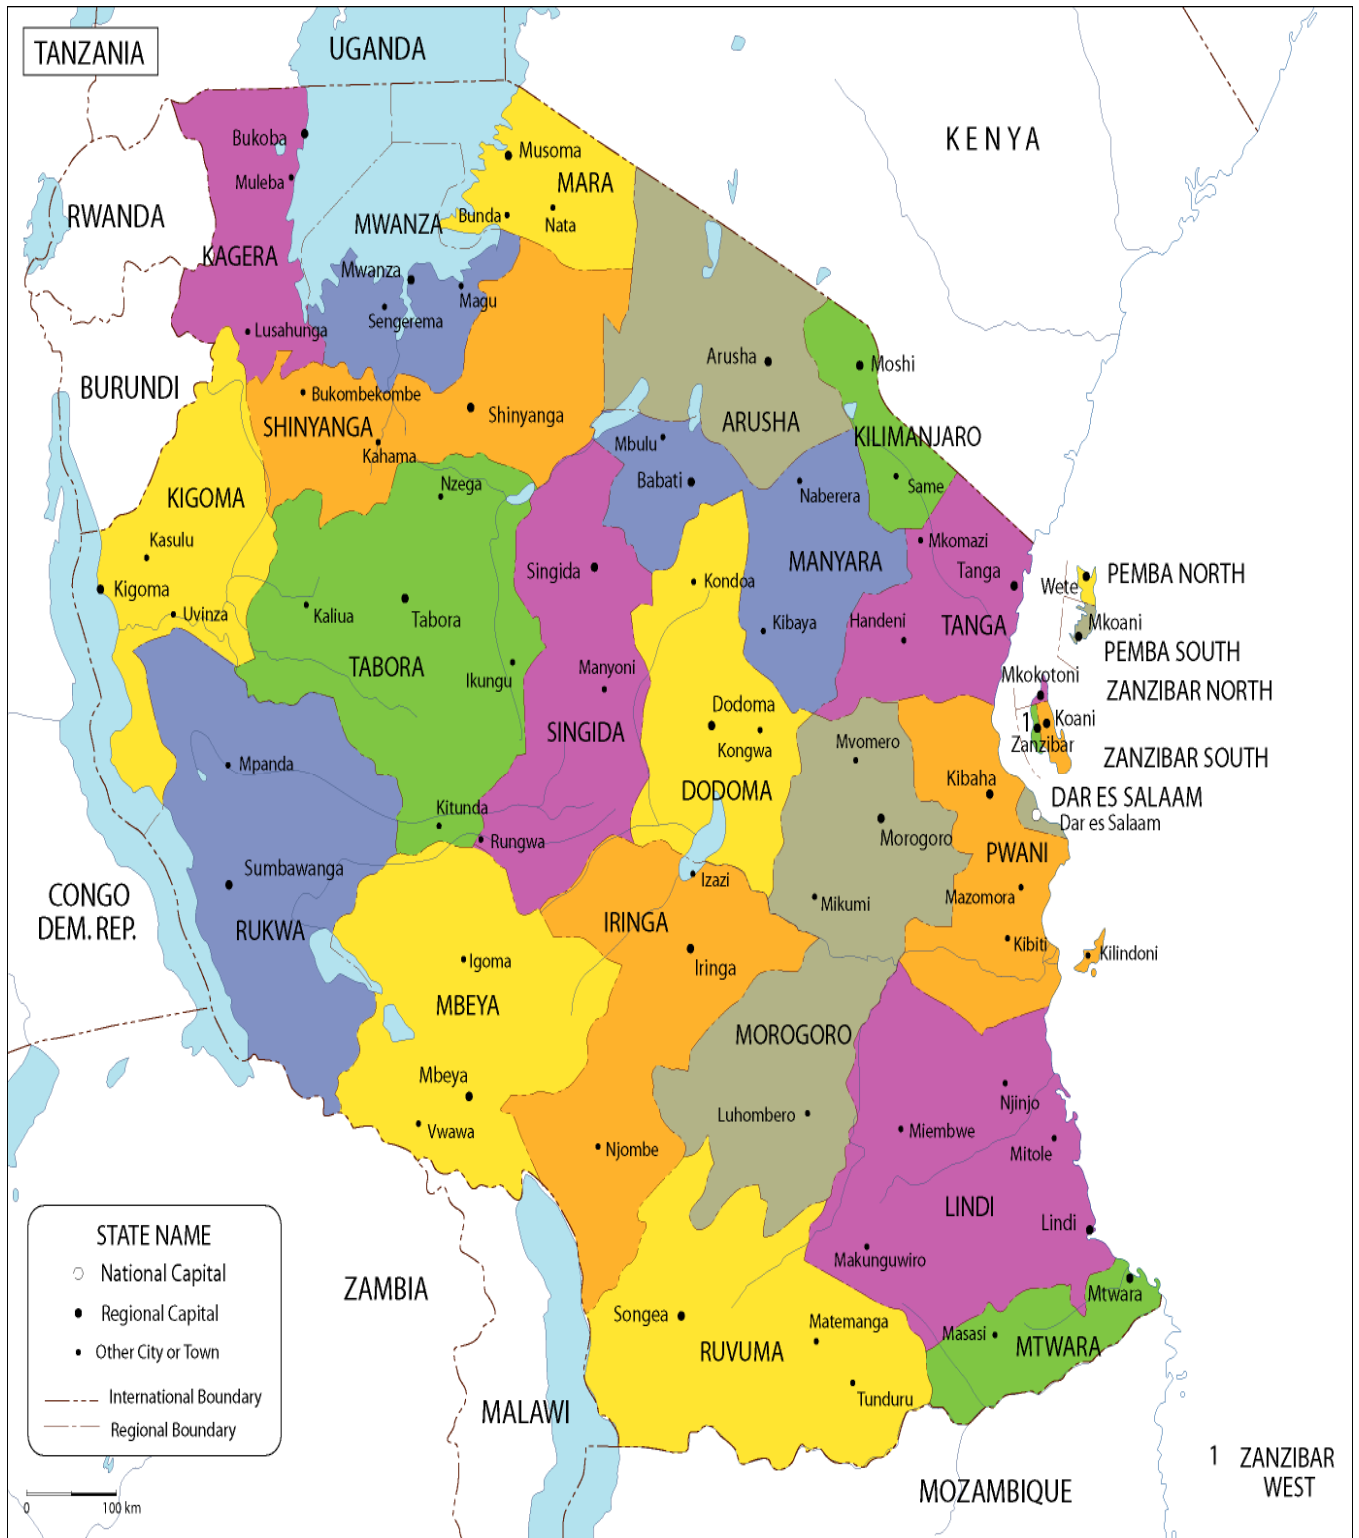 TANZANIA
UGANDA
KENYA
Bukoba
Musoma
MARA
Muleba
RWANDA
Bunda
Nata
MWANZA
KAGERA
Mwanza
Magu
Sengerema
Lusahunga
Arusha
Moshi
BURUNDI
Bukombekombe
SHINYANGA
Shinyanga
ARUSHA
KILIMANJARO
Kahama
Mbulu
Nzega
Babati
Naberera
Same
KIGOMA
Kasulu
Mkomazi
MANYARA
Singida
Tanga
Wete
PEMBA NORTH
Kigoma
Kondoa
Uvinza
Kaliua
Tabora
Kibaya
Handeni
TANGA
Mkoani
PEMBA SOUTH
TABORA
Ikungu
Manyoni
Mkokotoni
ZANZIBAR NORTH
Dodoma
SINGIDA
1
Koani
Kongwa
Mvomero
Zanzibar
ZANZIBAR SOUTH
Mpanda
Kibaha
DODOMA
DAR ES SALAAM
Kitunda
Dar es Salaam
Rungwa
Morogoro
PWANI
Sumbawanga
Izazi
CONGO
DEM. REP.
Mazomora
Mikumi
RUKWA
IRINGA
Kibiti
Kilindoni
Igoma
Iringa
MBEYA
MOROGORO
Mbeya
Njinjo
Luhombero
Vwawa
Miembwe
Njombe
Mitole
LINDI
Lindi
STATE NAME
National Capital
Regional Capital
Other City or Town
International Boundary
Regional Boundary
0
100 km
Makunguwiro
ZAMBIA
Mtwara
Songea
Matemanga
Masasi
RUVUMA
MTWARA
Tunduru
MALAWI
MOZAMBIQUE
1 ZANZIBAR
WEST